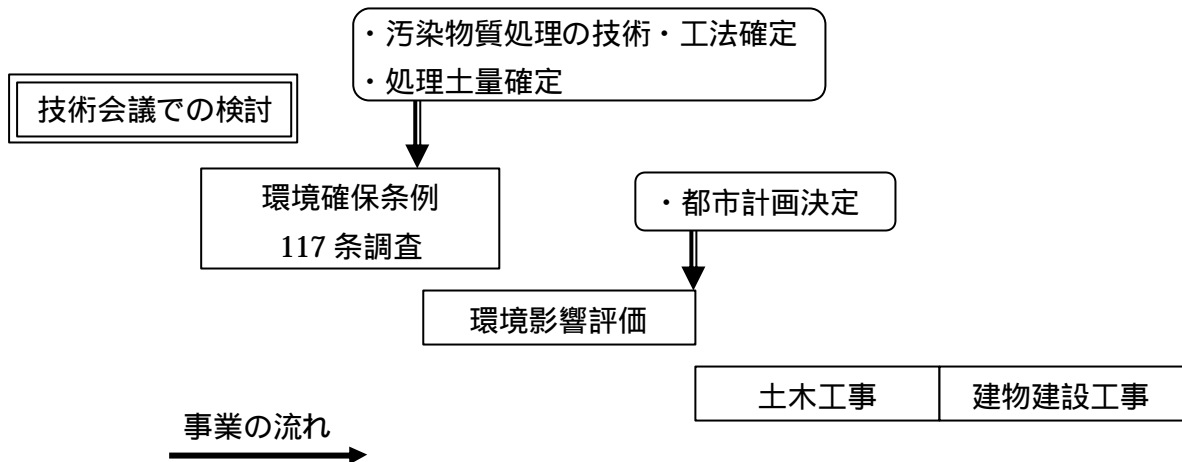 ・汚染物質処理の技術・工法確定
・処理土量確定
技術会議での検討
環境確保条例
117 条調査
・都市計画決定
環境影響評価
土木工事
建物建設工事
事業の流れ